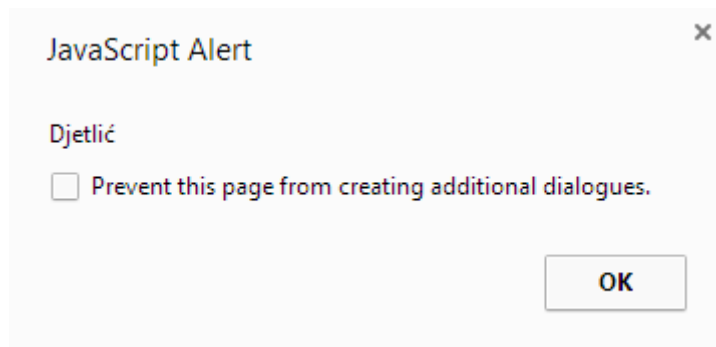 JavaScript Alert
Djetlić
Prevent this page from creating additional dialogues.
OK